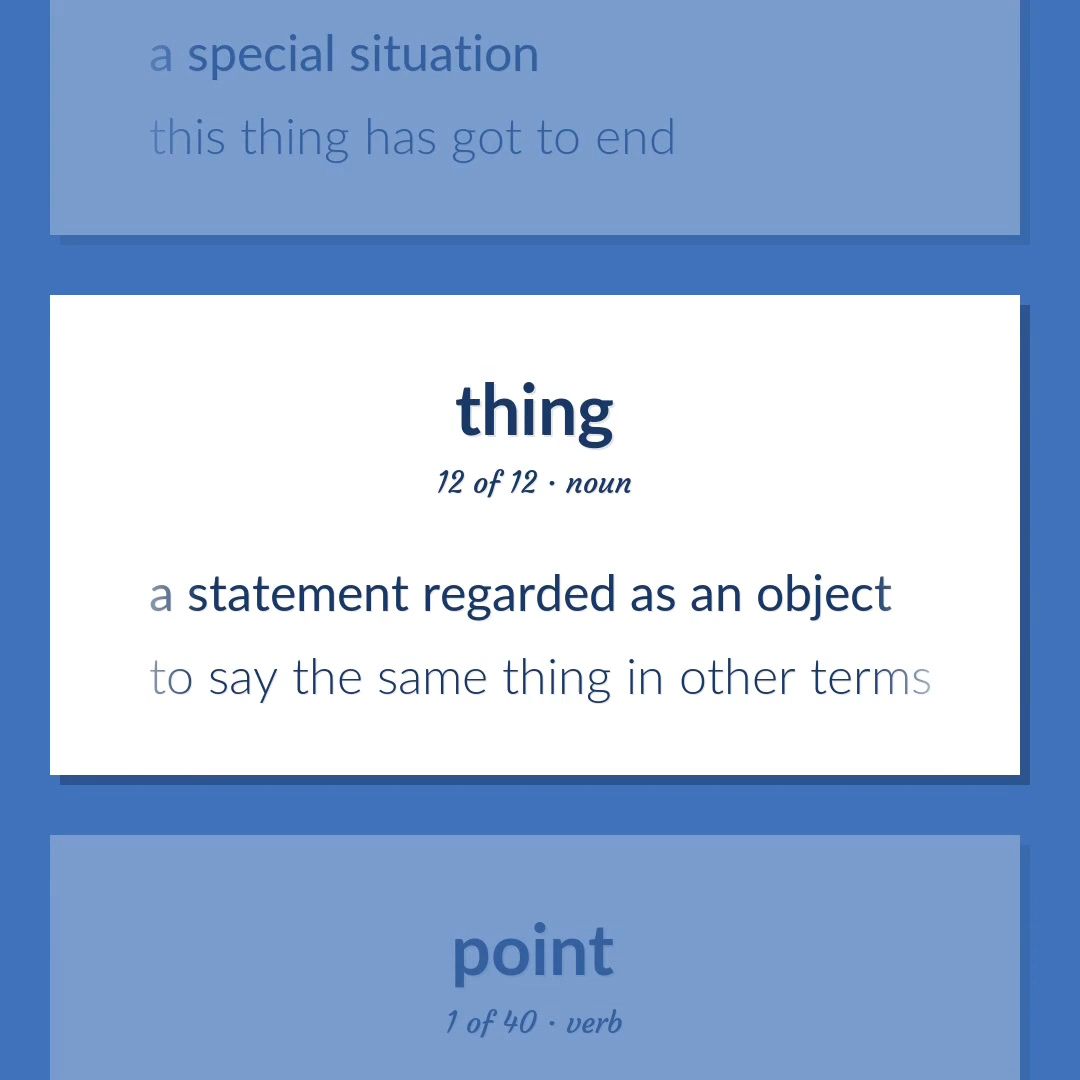 a special situation
this thing has got to end
thing
12 of 12 · noun
a statement regarded as an object
to say the same thing in other terms
point
1 of 40 · verb